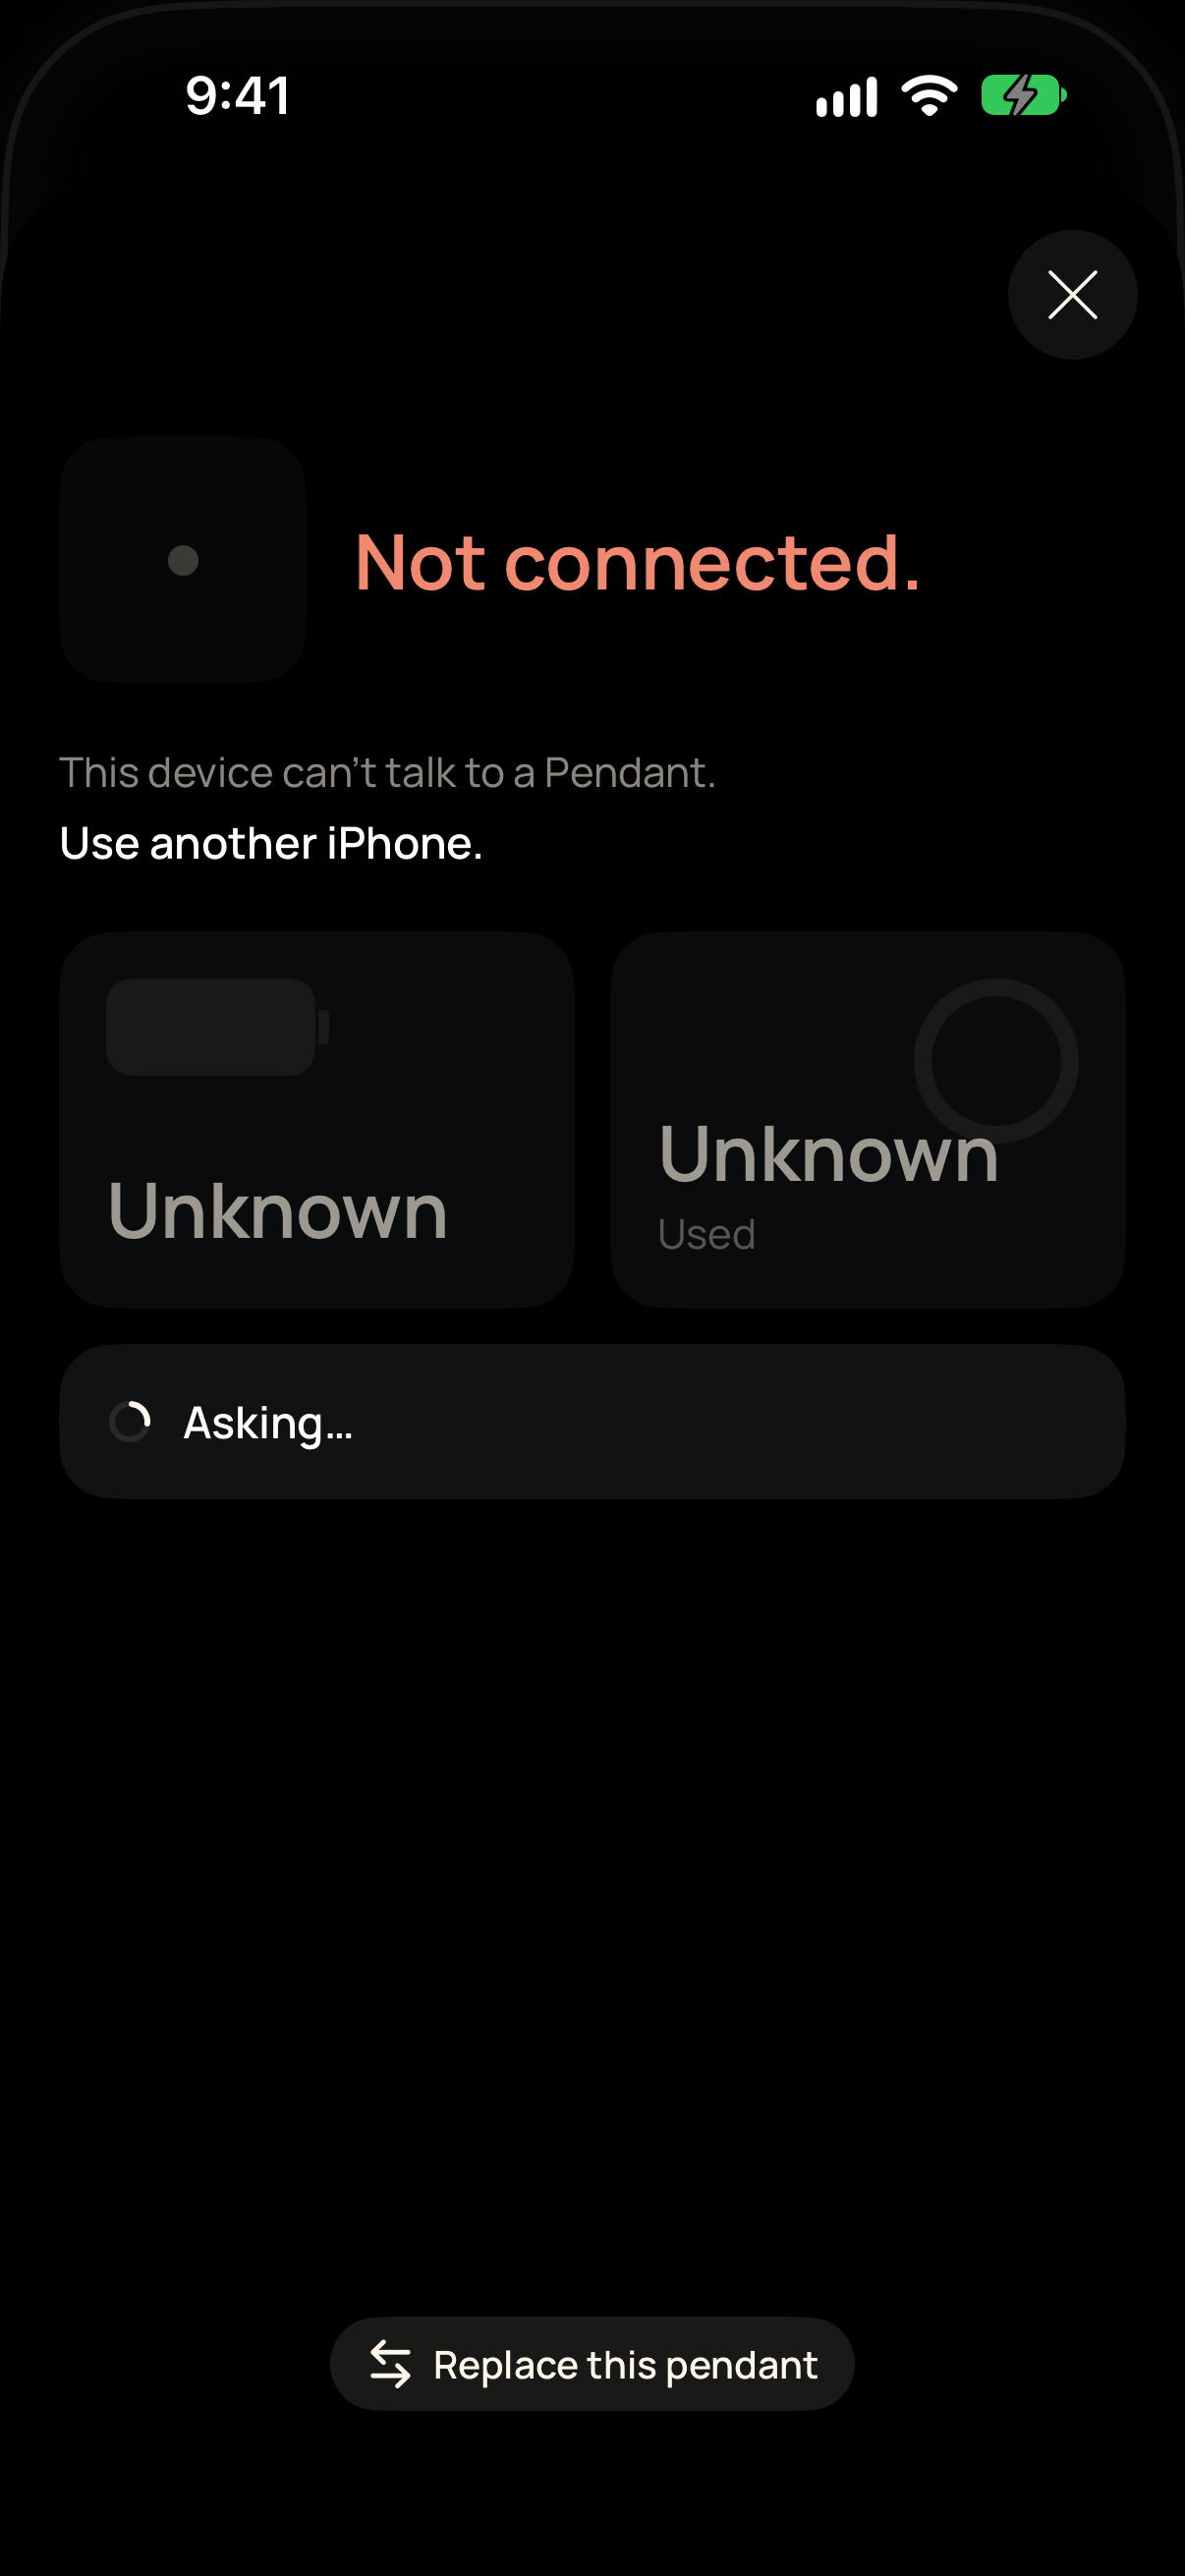 9:41
Not connected.
This device can’t talk to a Pendant.
Use another iPhone.
Unknown
Unknown
Used
Asking…
Replace this pendant